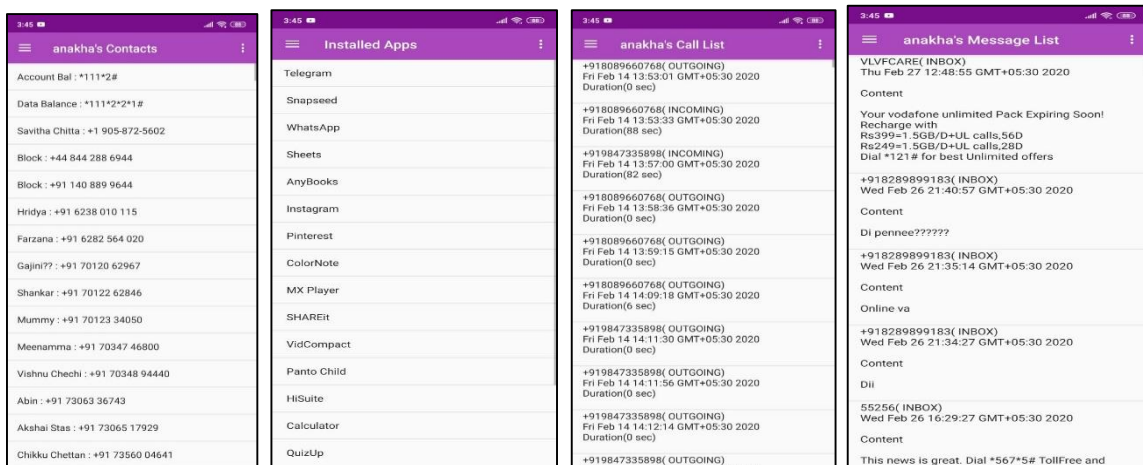 3:45
anakha's Contacts
Account Bal : *111*2#
Data Balance : *111*2*2*1#
Savitha Chitta : +1 905-872-5602
Block : +44 844 288 6944
Block : +91 140 889 9644
Hridya : +91 6238 010 115
Farzana : +91 6282 564 020
Gajini?? : +91 70120 62967
Shankar : +91 70122 62846
Mummy : +91 70123 34050
Meenamma : +91 70347 46800
Vishnu Chechi : +91 70348 94440
Abin : +91 73063 36743
Akshai Stas : +91 73065 17929
Chikku Chettan : +91 73560 04641
3:45
Installed Apps
Telegram
Snapseed
WhatsApp
Sheets
AnyBooks
Instagram
Pinterest
ColorNote
MX Player
SHAREit
VidCompact
Panto Child
HiSuite
Calculator
QuizUp
3:45
anakha's Call List
+918089660768( OUTGOING)
Fri Feb 14 13:53:01 GMT+05:30 2020
Duration(0 sec)
+918089660768( INCOMING)
Fri Feb 14 13:53:33 GMT+05:30 2020
Duration(88 sec)
+919847335898( INCOMING)
Fri Feb 14 13:57:00 GMT+05:30 2020
Duration(82 sec)
+918089660768( OUTGOING)
Fri Feb 14 13:58:36 GMT+05:30 2020
Duration(0 sec)
+918089660768( OUTGOING)
Fri Feb 14 13:59:15 GMT+05:30 2020
Duration(0 sec)
+918089660768( OUTGOING)
Fri Feb 14 14:09:18 GMT+05:30 2020
Duration(6 sec)
+919847335898( OUTGOING)
Fri Feb 14 14:11:30 GMT+05:30 2020
Duration(0 sec)
+919847335898( OUTGOING)
Fri Feb 14 14:11:56 GMT+05:30 2020
Duration(0 sec)
+919847335898( OUTGOING)
Fri Feb 14 14:12:14 GMT+05:30 2020
Duration(0 sec)
+919847335898( OUTGOING)
3:45
anakha's Message List
VLVFCARE( INBOX)
Thu Feb 27 12:48:55 GMT+05:30 2020
Content
Your vodafone unlimited Pack Expiring Soon!
Recharge with
Rs399=1.5GB/D+UL calls,56D
Rs249=1.5GB/D+UL calls,28D
Dial *121# for best Unlimited offers
+918289899183( INBOX)
Wed Feb 26 21:40:57 GMT+05:30 2020
Content
Di pennee??????
+918289899183( INBOX)
Wed Feb 26 21:35:14 GMT+05:30 2020
Content
Online va
+918289899183( INBOX)
Wed Feb 26 21:34:27 GMT+05:30 2020
Content
Dii
55256( INBOX)
Wed Feb 26 16:29:27 GMT+05:30 2020
Content
This news is great. Dial *567*5# TollFree and